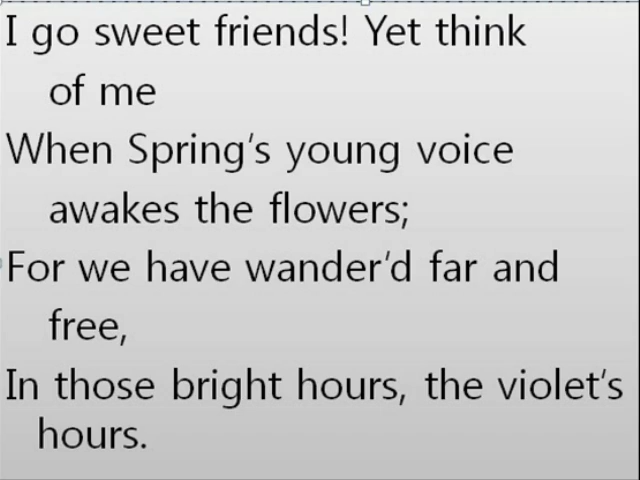 I go sweet friends! Yet think
of me
When Spring's young voice
awakes the flowers;
For we have wander'd far and
free,
In those bright hours, the violet's
hours.